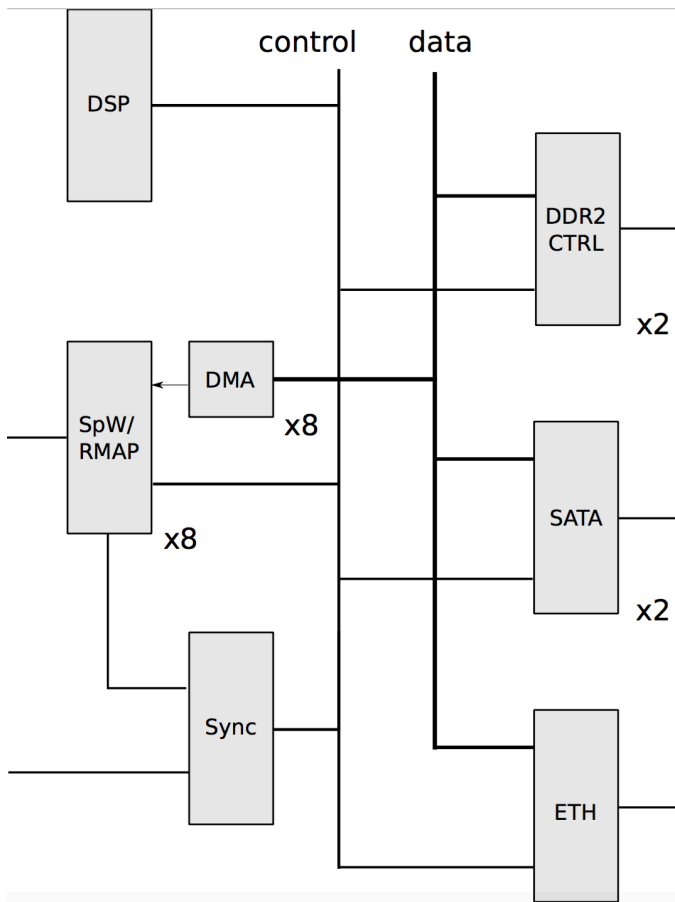 control data
DSP
DDR2
CTRL
x2
DMA
x8
SpW/
RMAP
x8
SATA
x2
Sync
ETH